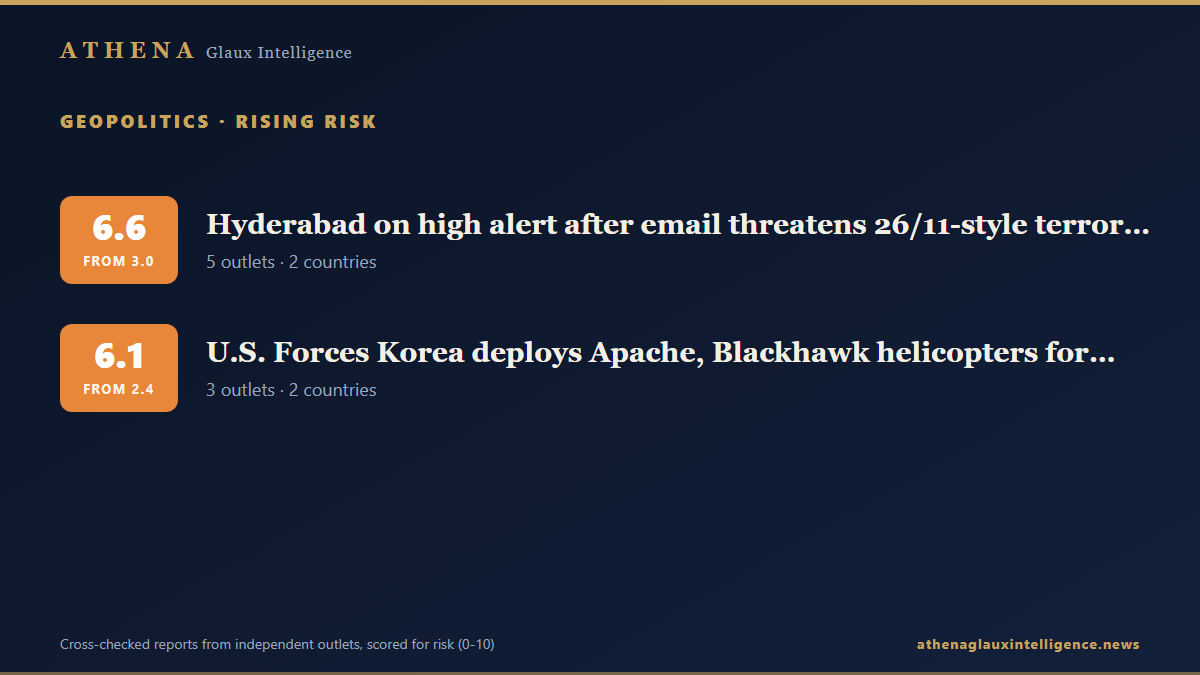 ATHENA Glaux Intelligence
GEOPOLITICS · RISING RISK
6.6
FROM 3.0
Hyderabad on high alert after email threatens 26/11-style terror...
5 outlets · 2 countries
6.1
FROM 2.4
U.S. Forces Korea deploys Apache, Blackhawk helicopters for...
3 outlets · 2 countries
Cross-checked reports from independent outlets, scored for risk (0-10)
athenaglauxintelligence.news